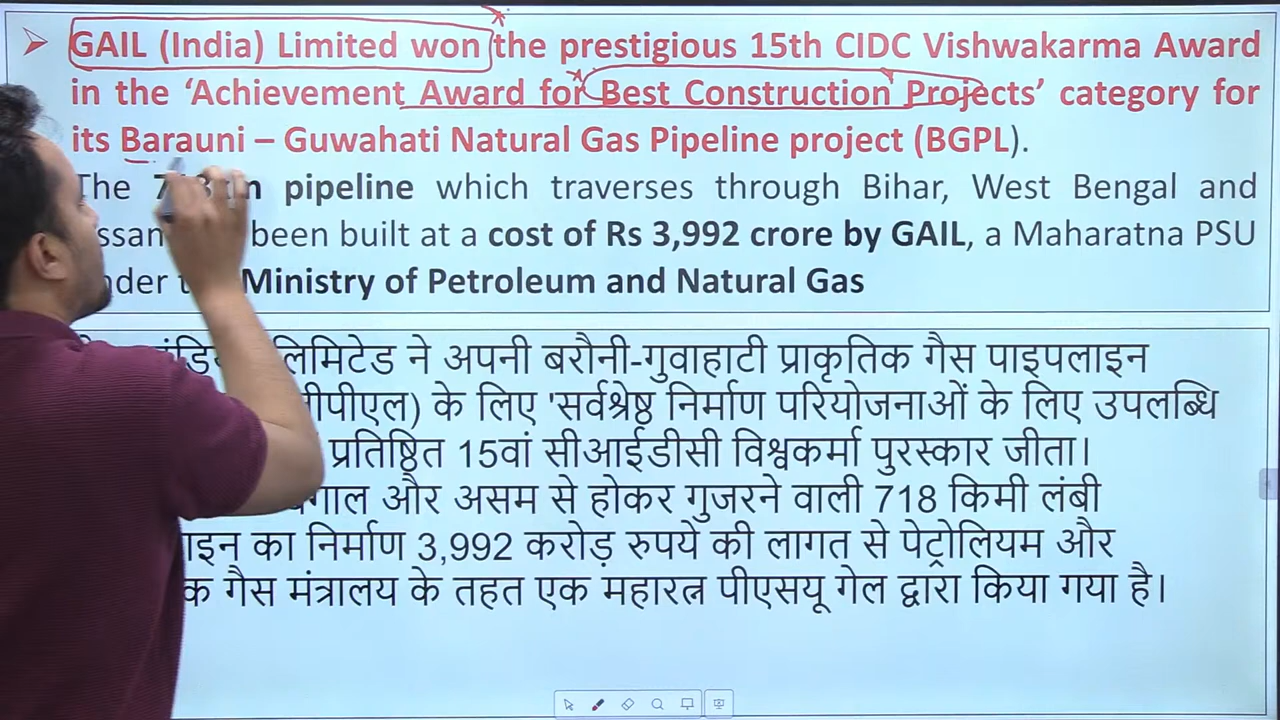 GAIL (India) Limited won the prestigious 15th CIDC Vishwakarma Award
in the ‘Achievement Award for Best Construction Projects’ category for
its Barauni – Guwahati Natural Gas Pipeline project (BGPL).
The pipeline which traverses through Bihar, West Bengal and
been built at a cost of Rs 3,992 crore by GAIL, a Maharatna PSU
Ministry of Petroleum and Natural Gas
लिमिटेड ने अपनी बरौनी-गुवाहाटी प्राकृतिक गैस पाइपलाइन
के लिए 'सर्वश्रेष्ठ निर्माण परियोजनाओं के लिए उपलब्धि
प्रतिष्ठित 15वां सीआईडीसी विश्वकर्मा पुरस्कार जीता।
और असम से होकर गुजरने वाली 718 किमी लंबी
का निर्माण 3,992 करोड़ रुपये की लागत से पेट्रोलियम और
गैस मंत्रालय के तहत एक महारत्न पीएसयू गेल द्वारा किया गया है।